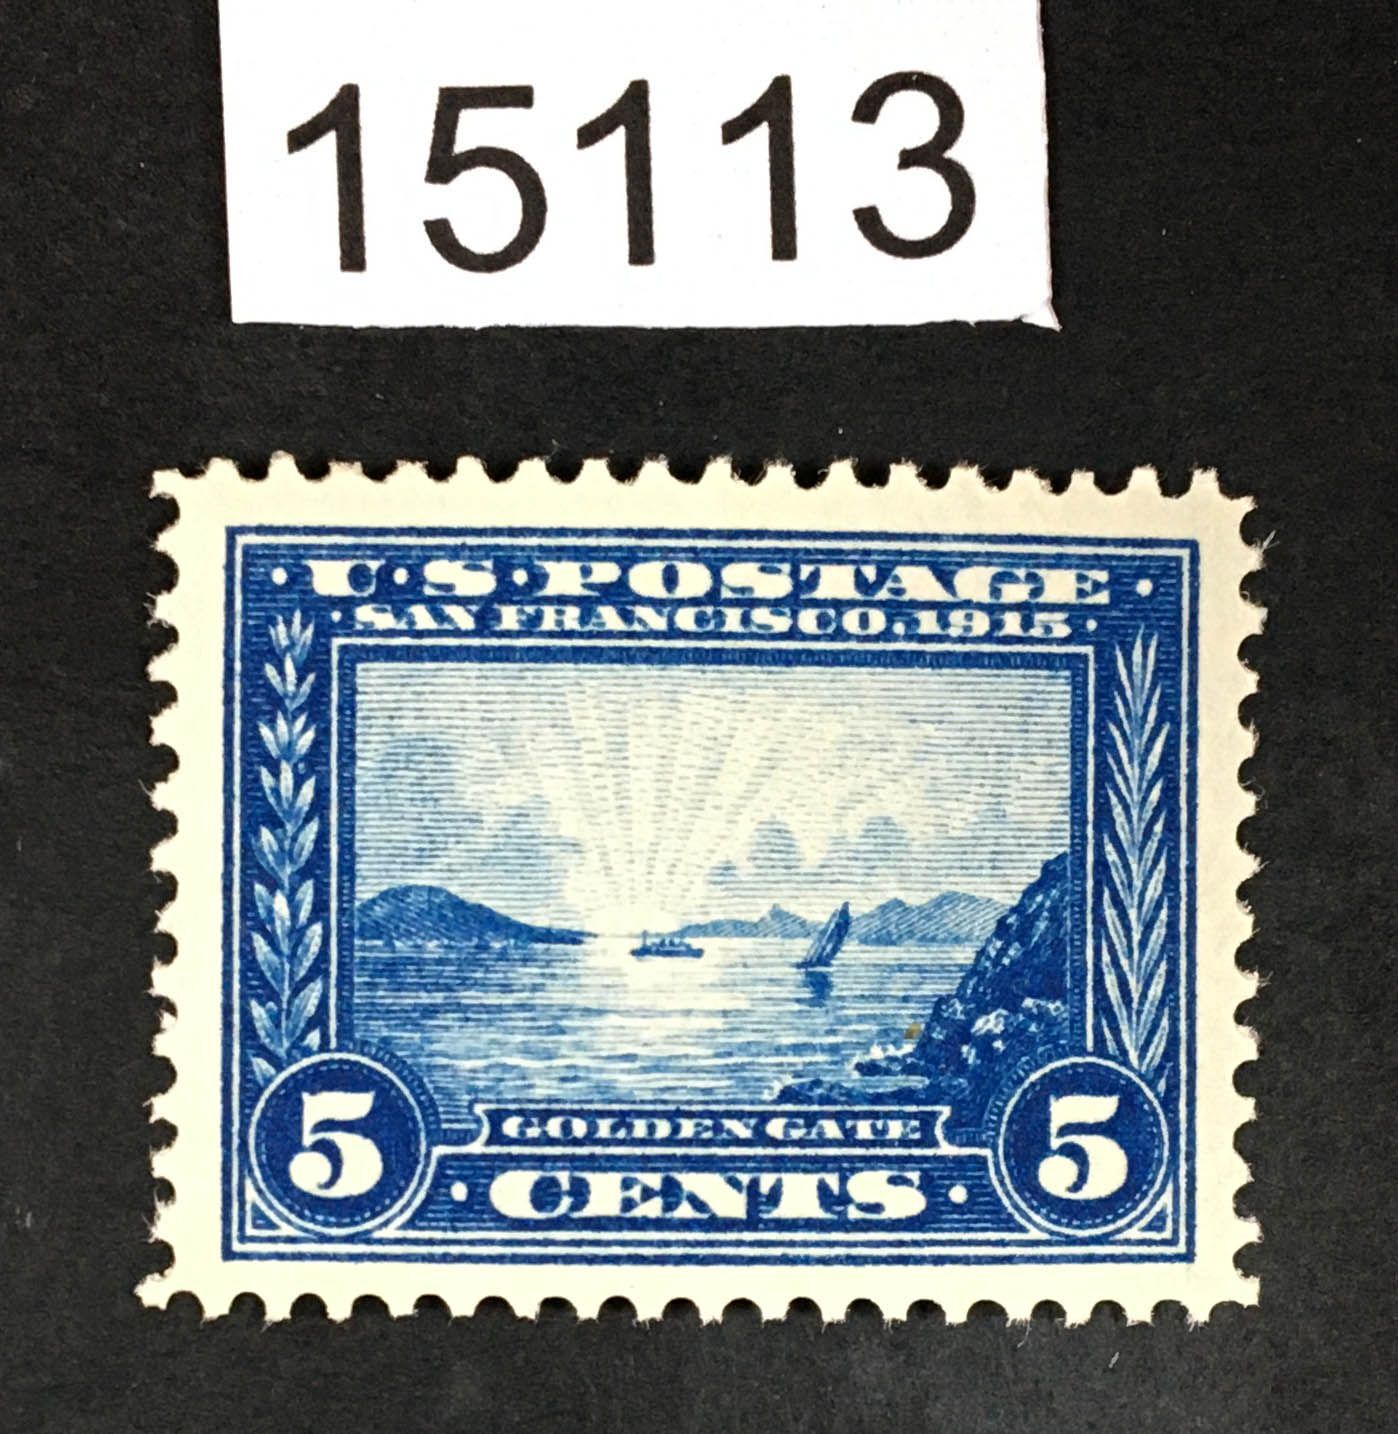 15113
· U · S · POSTAGE ·
· SAN FRANCISCO, 1915 ·
5 GOLDEN GATE 5
· CENTS ·